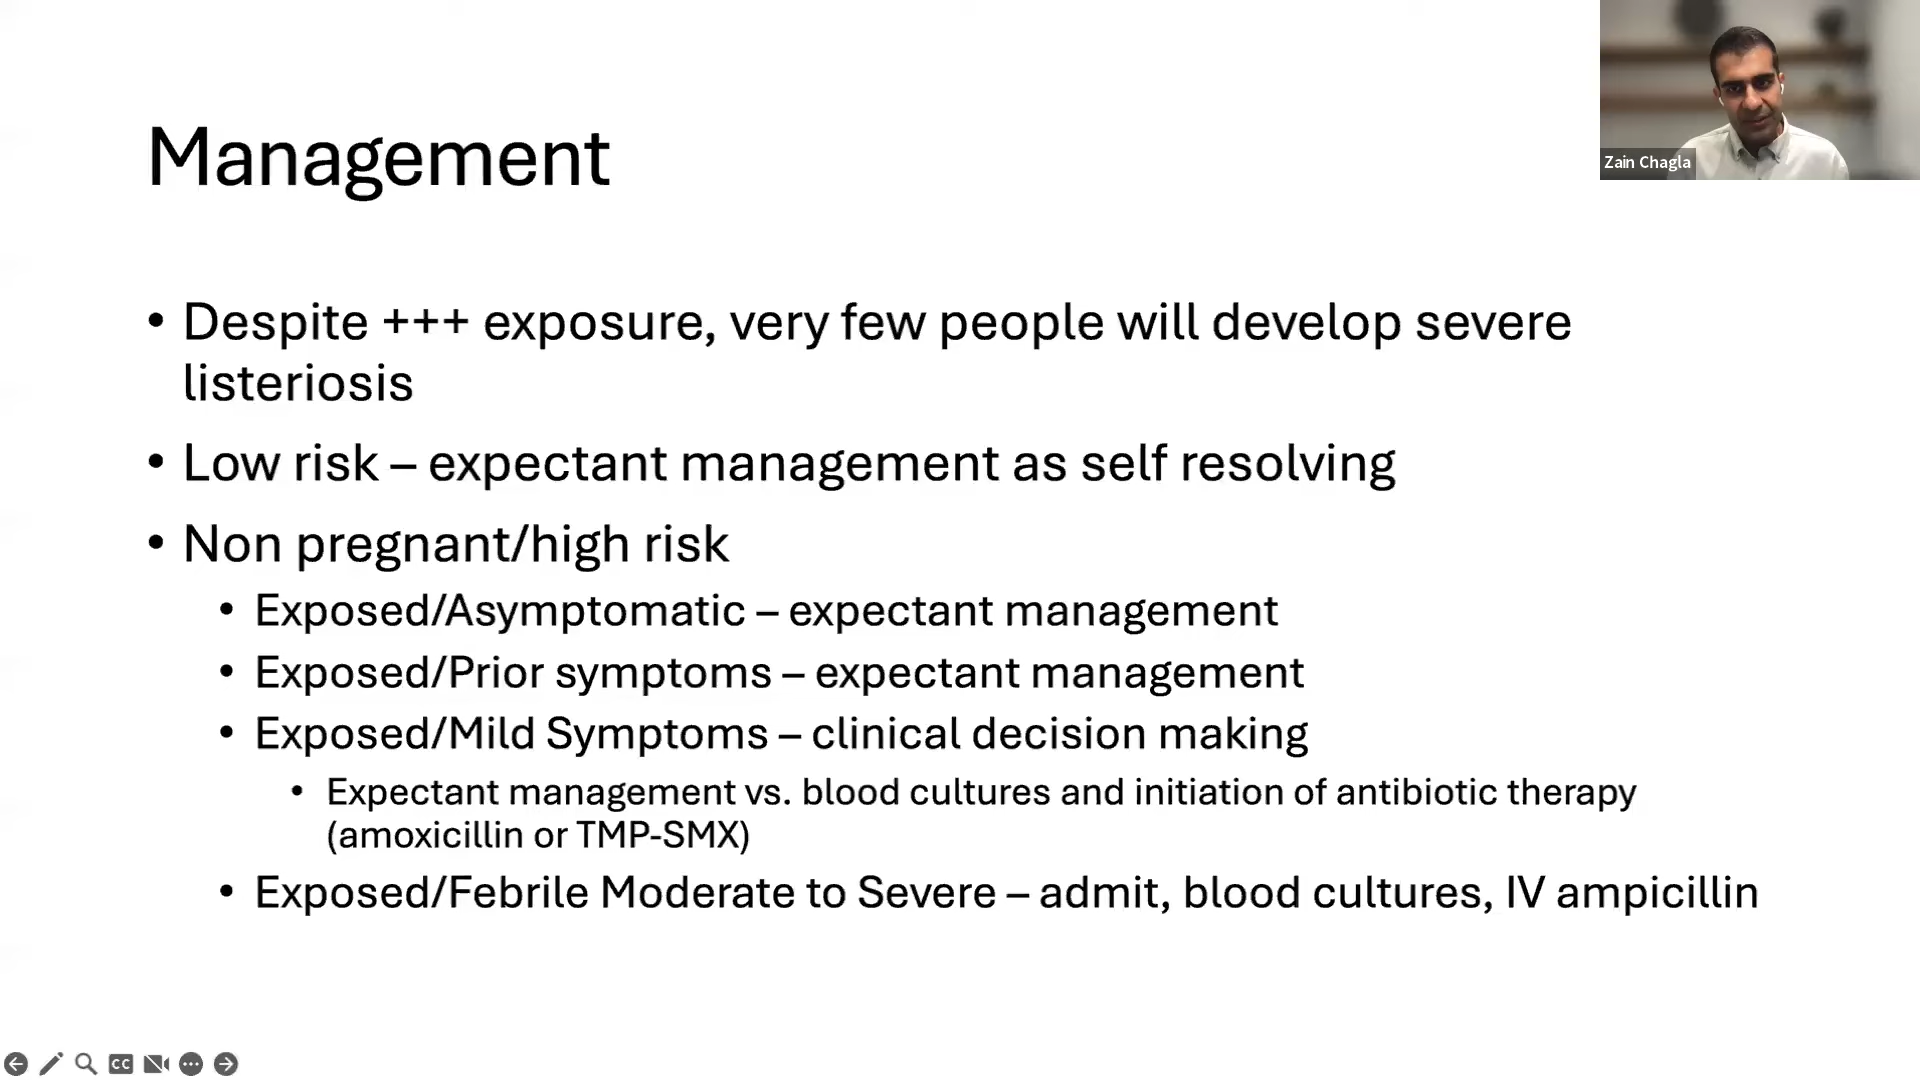 Zain Chagla
Management
• Despite +++ exposure, very few people will develop severe
listeriosis
• Low risk – expectant management as self resolving
• Non pregnant/high risk
• Exposed/Asymptomatic – expectant management
• Exposed/Prior symptoms – expectant management
• Exposed/Mild Symptoms – clinical decision making
• Expectant management vs. blood cultures and initiation of antibiotic therapy
(amoxicillin or TMP-SMX)
• Exposed/Febrile Moderate to Severe – admit, blood cultures, IV ampicillin
CC